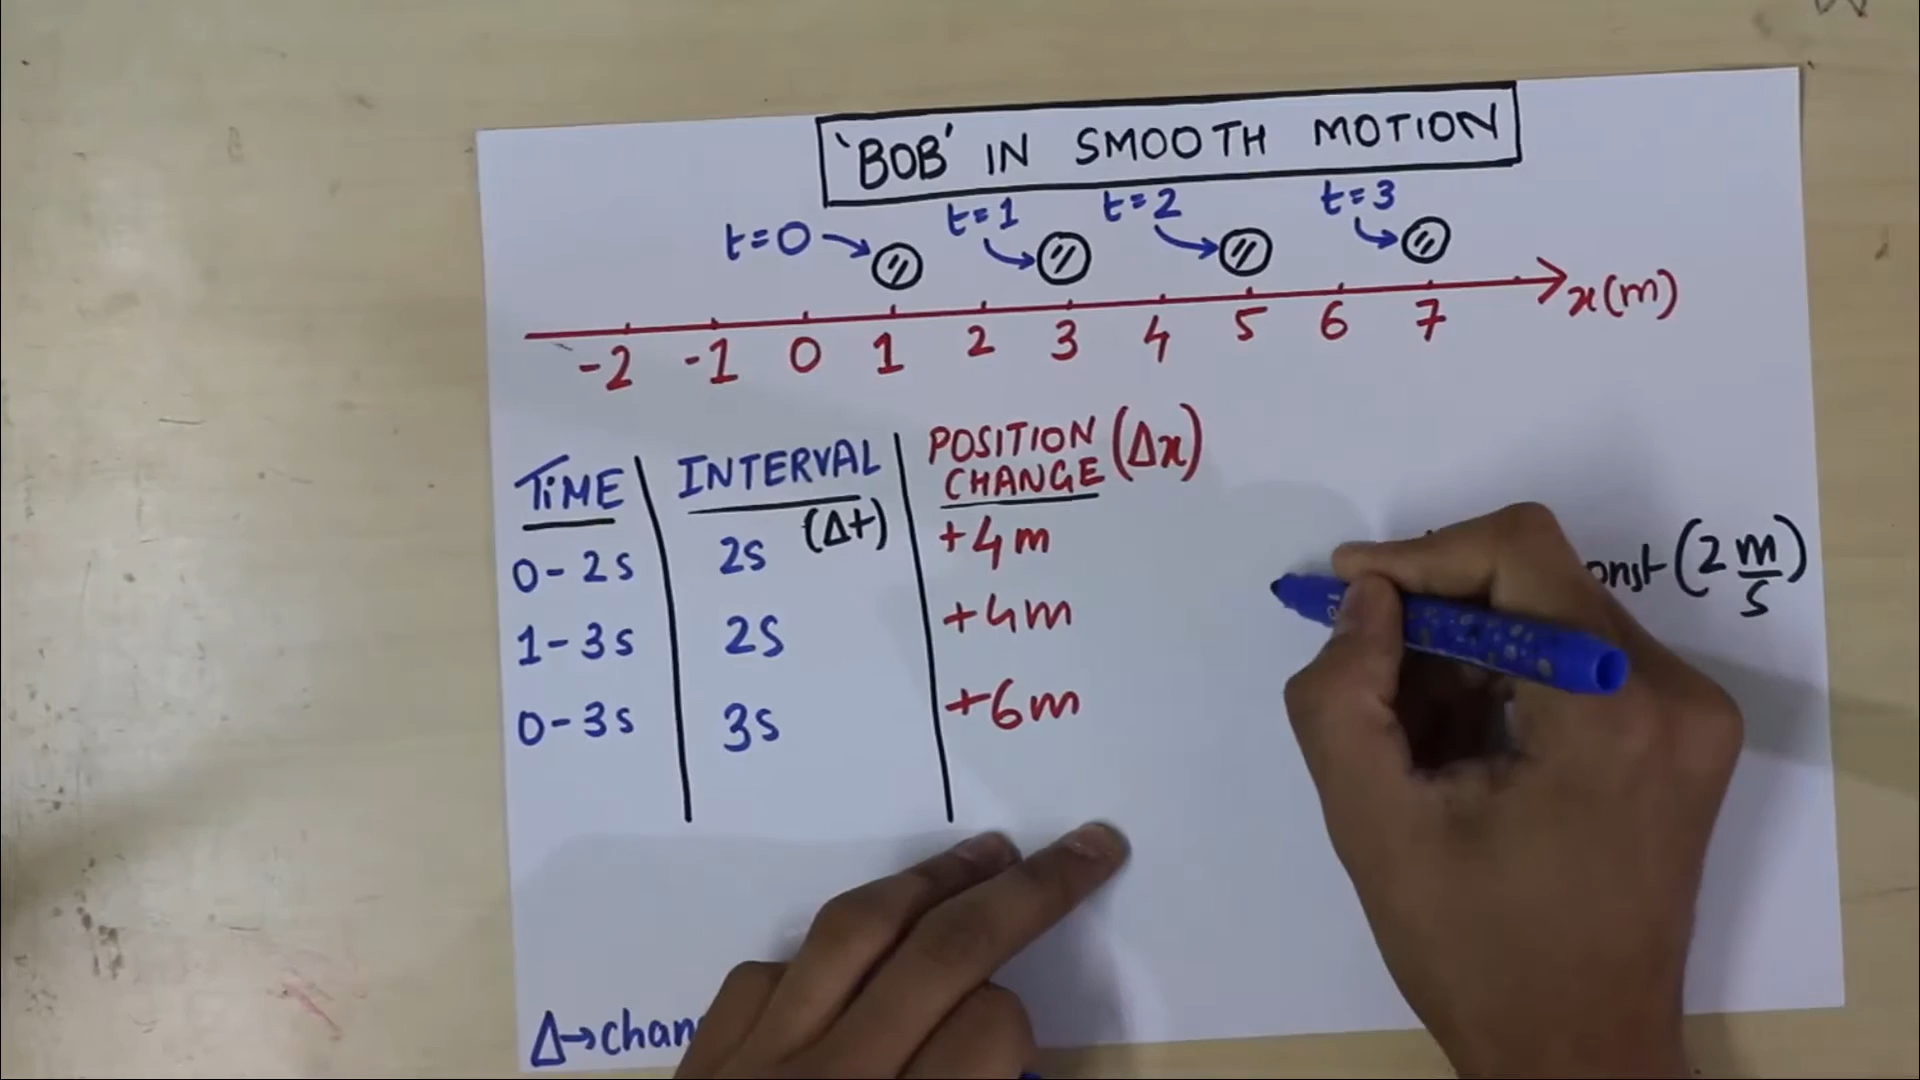 'BOB' IN SMOOTH MOTION
t=0 t=1 t=2 t=3
-2 -1 0 1 2 3 4 5 6 7 x(m)
TIME INTERVAL (Δt) POSITION CHANGE (Δx)
0-2s 2s +4m
1-3s 2s +4m
0-3s 3s +6m
(2 m/s)
Δ→